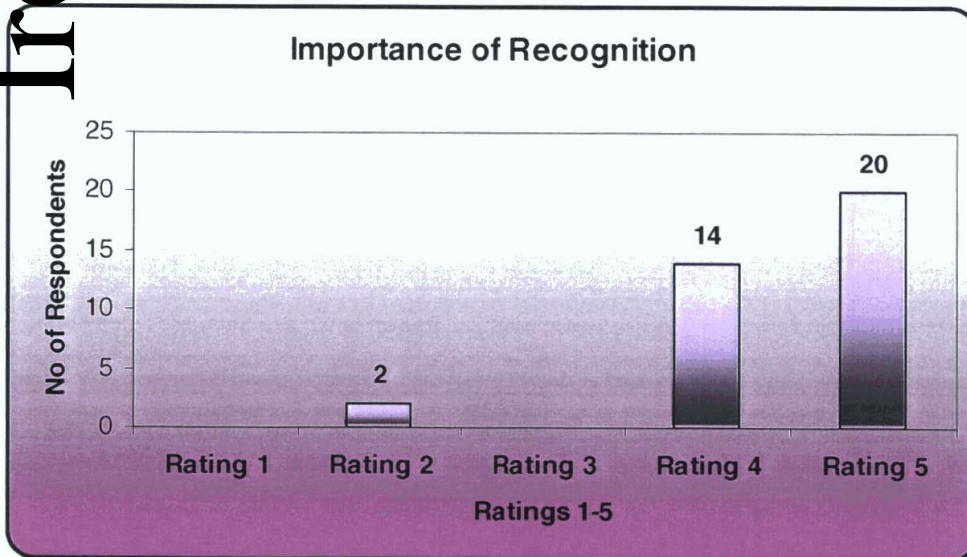 Importance of Recognition
No of Respondents
25
20
15
10
5
0
2
14
20
Rating 1 Rating 2 Rating 3 Rating 4 Rating 5
Ratings 1-5